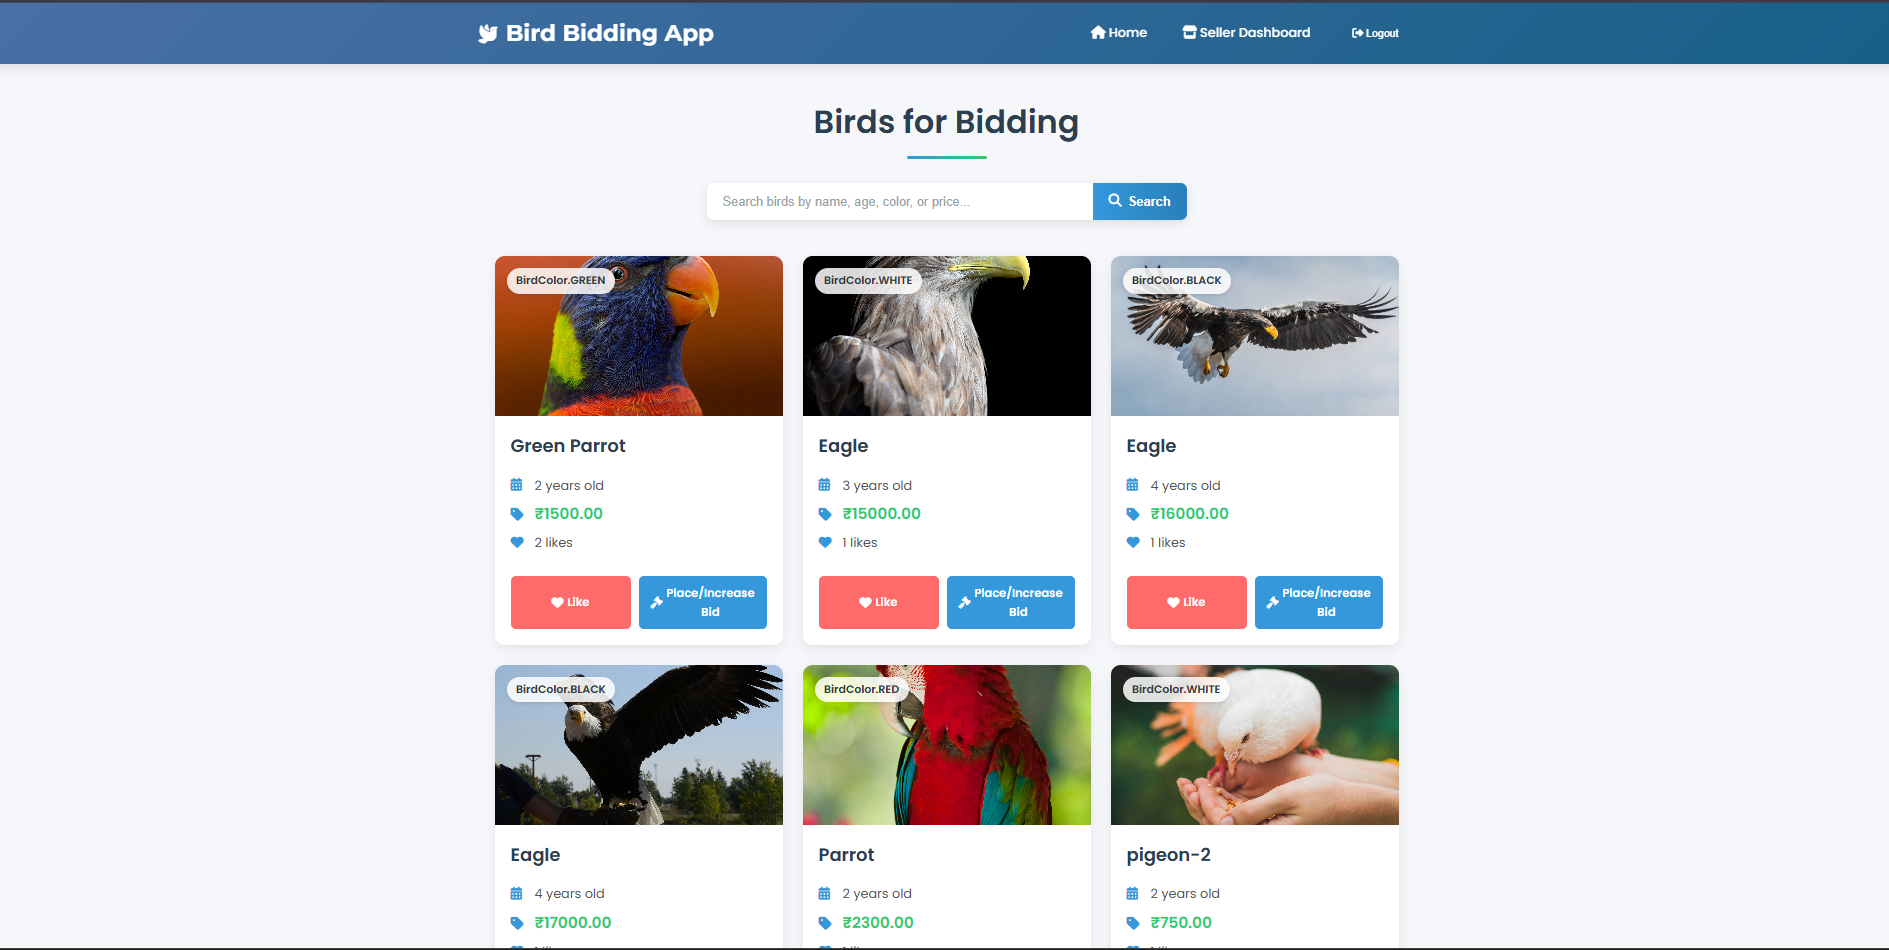 Bird Bidding App
Home
Seller Dashboard
Logout
Birds for Bidding
Search birds by name, age, color, or price...
Search
BirdColor.GREEN
Green Parrot
2 years old
₹1500.00
2 likes
Like
Place/Increase
Bid
BirdColor.WHITE
Eagle
3 years old
₹15000.00
1 likes
Like
Place/Increase
Bid
BirdColor.BLACK
Eagle
4 years old
₹16000.00
1 likes
Like
Place/Increase
Bid
BirdColor.BLACK
Eagle
4 years old
₹17000.00
BirdColor.RED
Parrot
2 years old
₹2300.00
BirdColor.WHITE
pigeon-2
2 years old
₹750.00